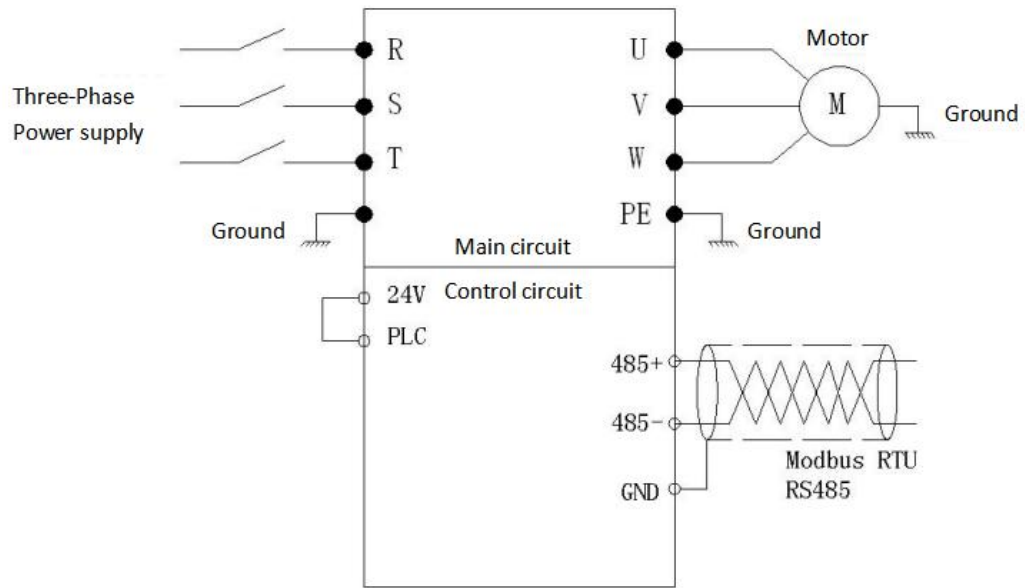 Three-Phase
Power supply
R
S
T
Ground
U
V
W
PE
Motor
M
Ground
Ground
Main circuit
Control circuit
24V
PLC
485+
485-
GND
Modbus RTU
RS485